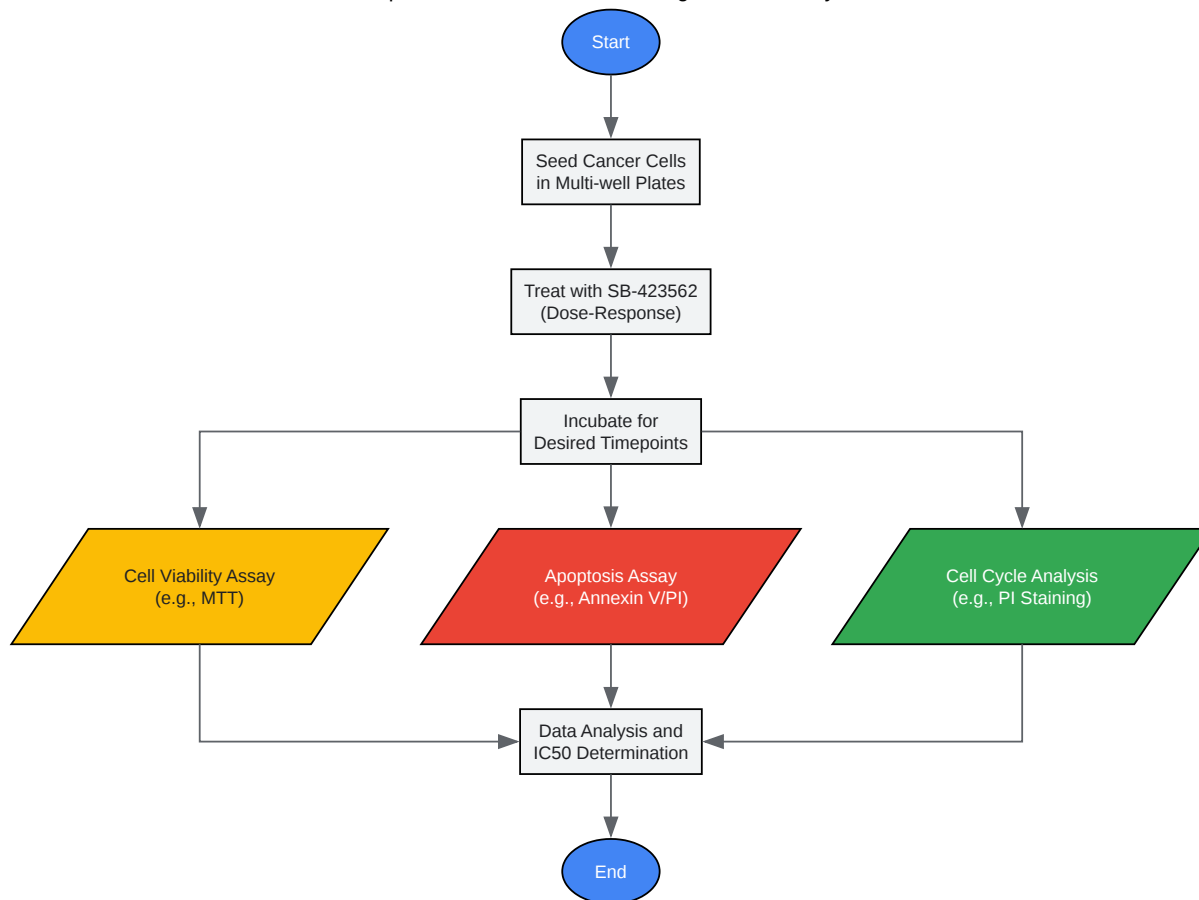 Start
Seed Cancer Cells
in Multi-well Plates
Treat with SB-423562
(Dose-Response)
Incubate for
Desired Timepoints
Cell Viability Assay
(e.g., MTT)
Apoptosis Assay
(e.g., Annexin V/PI)
Cell Cycle Analysis
(e.g., PI Staining)
Data Analysis and
IC50 Determination
End